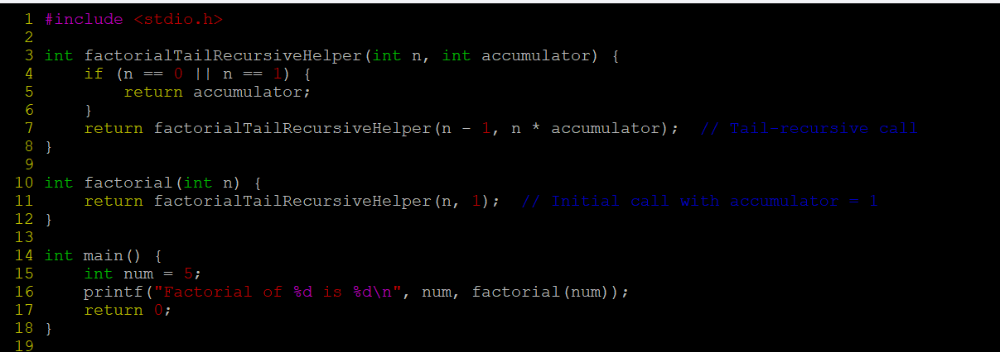 1 #include <stdio.h>
2
3 int factorialTailRecursiveHelper(int n, int accumulator) {
4     if (n == 0 || n == 1) {
5         return accumulator;
6     }
7     return factorialTailRecursiveHelper(n - 1, n * accumulator);  // Tail-recursive call
8 }
9
10 int factorial(int n) {
11     return factorialTailRecursiveHelper(n, 1);  // Initial call with accumulator = 1
12 }
13
14 int main() {
15     int num = 5;
16     printf("Factorial of %d is %d\n", num, factorial(num));
17     return 0;
18 }
19